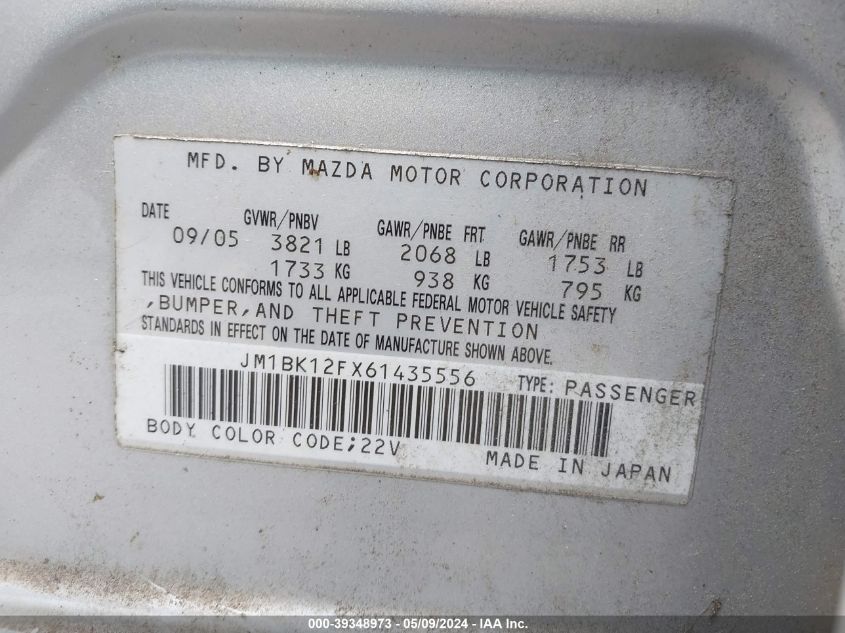 MFD. BY MAZDA MOTOR CORPORATION
DATE GVWR/PNBV GAWR/PNBE FRT GAWR/PNBE RR
09/05 3821 LB 2068 LB 1753 LB
1733 KG 938 KG 795 KG
THIS VEHICLE CONFORMS TO ALL APPLICABLE FEDERAL MOTOR VEHICLE SAFETY
,BUMPER,AND THEFT PREVENTION
STANDARDS IN EFFECT ON THE DATE OF MANUFACTURE SHOWN ABOVE.
JM1BK12FX61435556 TYPE: PASSENGER
BODY COLOR CODE;22V MADE IN JAPAN
000-39348973 - 05/09/2024 - IAA Inc.